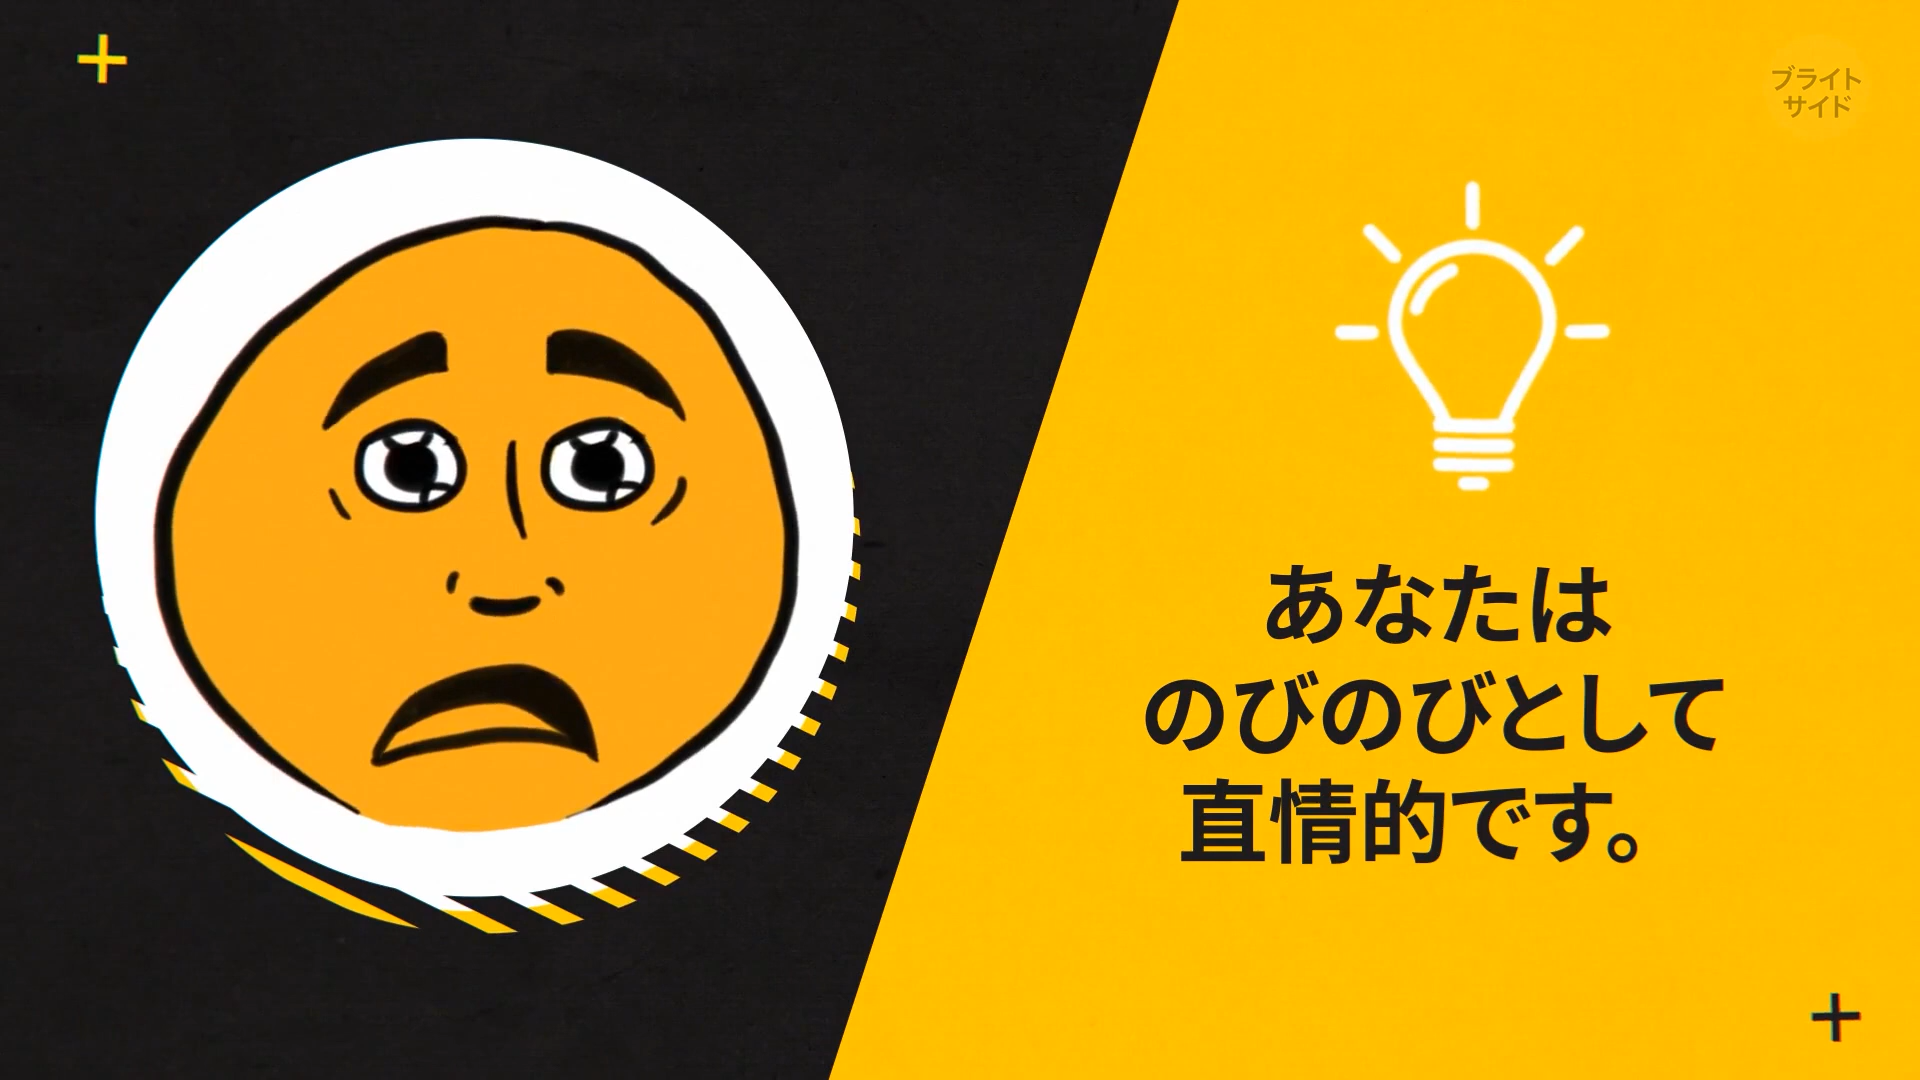 ブライト
サイド
あなたは
のびのびとして
直情的です。